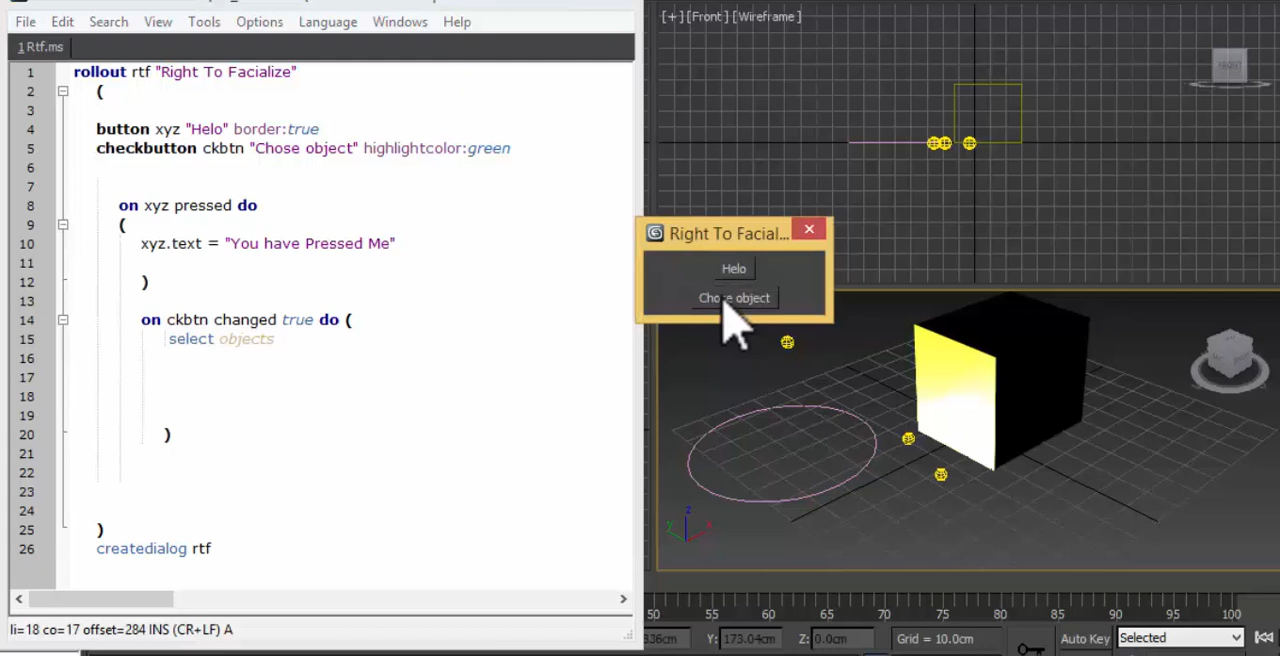 File Edit Search View Tools Options Language Windows Help
1 Rtf.ms
1 rollout rtf "Right To Facialize"
2 (
3
4 button xyz "Helo" border:true
5 checkbutton ckbtn "Chose object" highlightcolor:green
6
7
8 on xyz pressed do
9 (
10 xyz.text = "You have Pressed Me"
11
12 )
13
14 on ckbtn changed true do (
15 select objects
16
17
18
19
20 )
21
22
23
24
25 )
26 createdialog rtf
li=18 co=17 offset=284 INS (CR+LF) A
[+] [Front] [Wireframe]
FRONT
Right To Facial...
Helo
Chose object
z
y
x
50 55 60 65 70 75 80 85 90 95 100
336cm Y: 173.04cm Z: 0.0cm Grid = 10.0cm Auto Key Selected